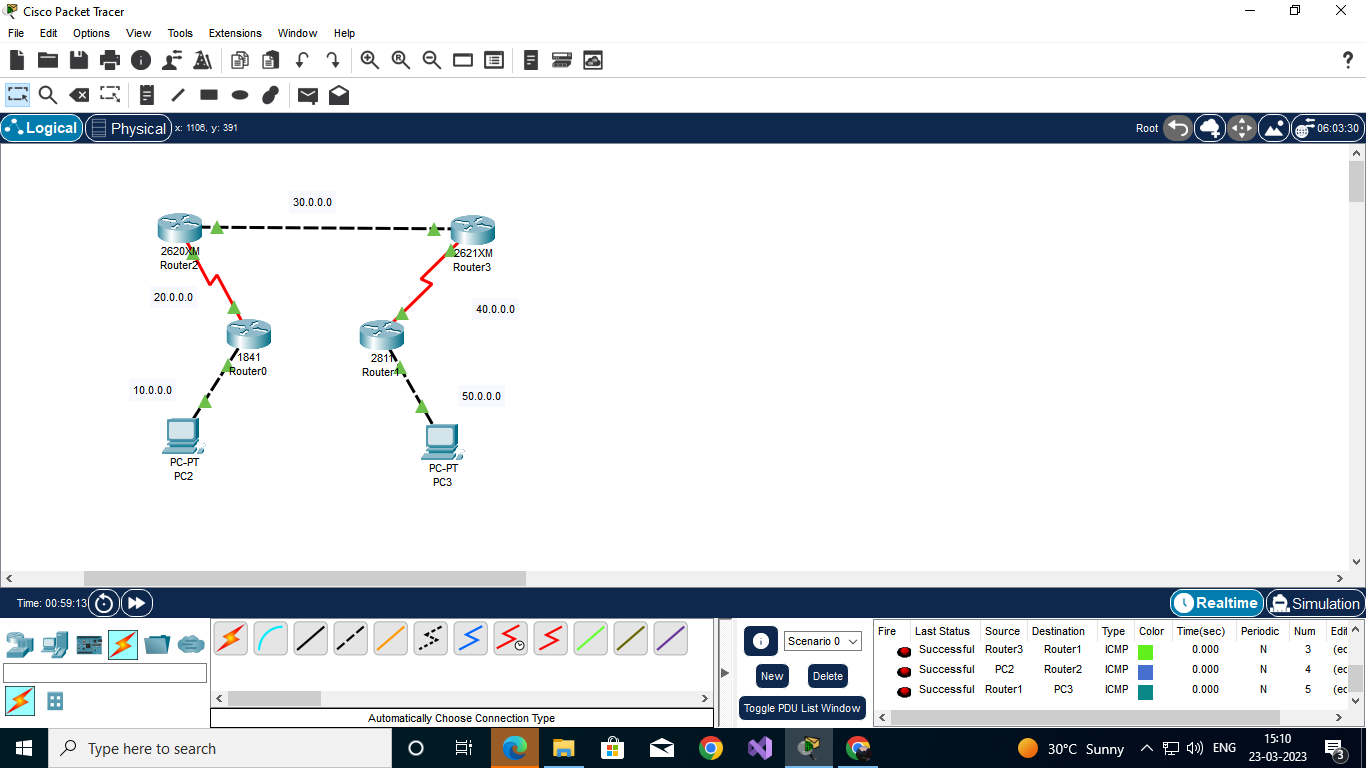 Cisco Packet Tracer
File Edit Options View Tools Extensions Window Help
?
Logical Physical x: 1106, y: 391 Root 06:03:30
30.0.0.0
2620XM
Router2
2621XM
Router3
20.0.0.0
40.0.0.0
1841
Router0
2811
Router1
10.0.0.0
50.0.0.0
PC-PT
PC2
PC-PT
PC3
Time: 00:59:13 Realtime Simulation
Automatically Choose Connection Type
Scenario 0
New Delete
Toggle PDU List Window
Fire Last Status Source Destination Type Color Time(sec) Periodic Num Edit
Successful Router3 Router1 ICMP 0.000 N 3 (ec
Successful PC2 Router2 ICMP 0.000 N 4 (ec
Successful Router1 PC3 ICMP 0.000 N 5 (ec
Type here to search
30°C Sunny ENG 15:10
23-03-2023 3